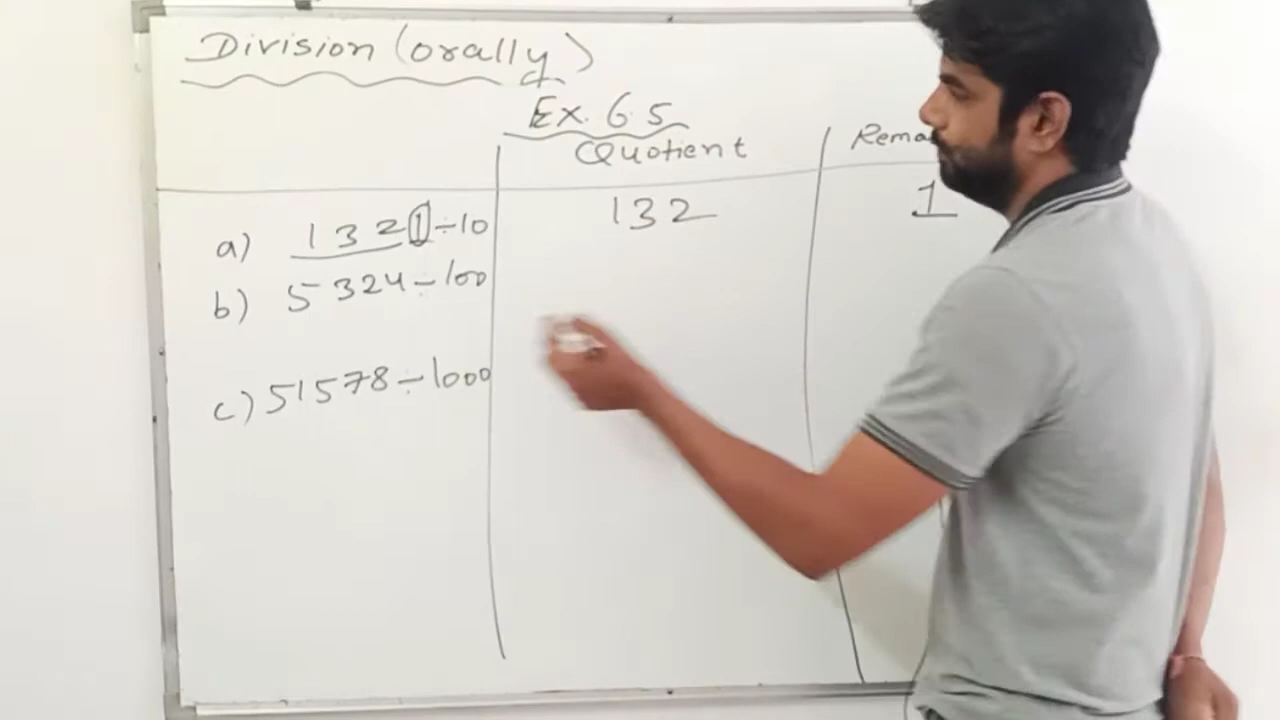 Division (orally)
Ex. 6.5
Quotient
a) 1321÷10 132 1
b) 5324÷100
c) 51578÷1000